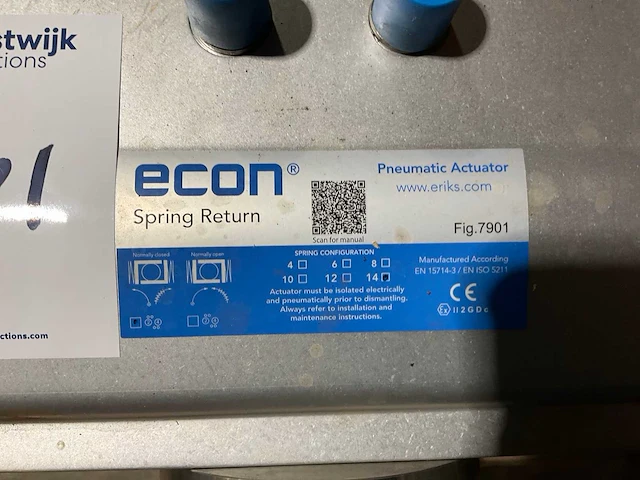 stwijk
tions
ctions.com
econ®
Spring Return
Pneumatic Actuator
www.eriks.com
Scan for manual
Fig.7901
Normally closed
Normally open
SPRING CONFIGURATION
4 6 8
10 12 14
Actuator must be isolated electrically
and pneumatically prior to dismantling.
Always refer to installation and
maintenance instructions.
Manufactured According
EN 15714-3 / EN ISO 5211
CE
Ex II 2 G D c